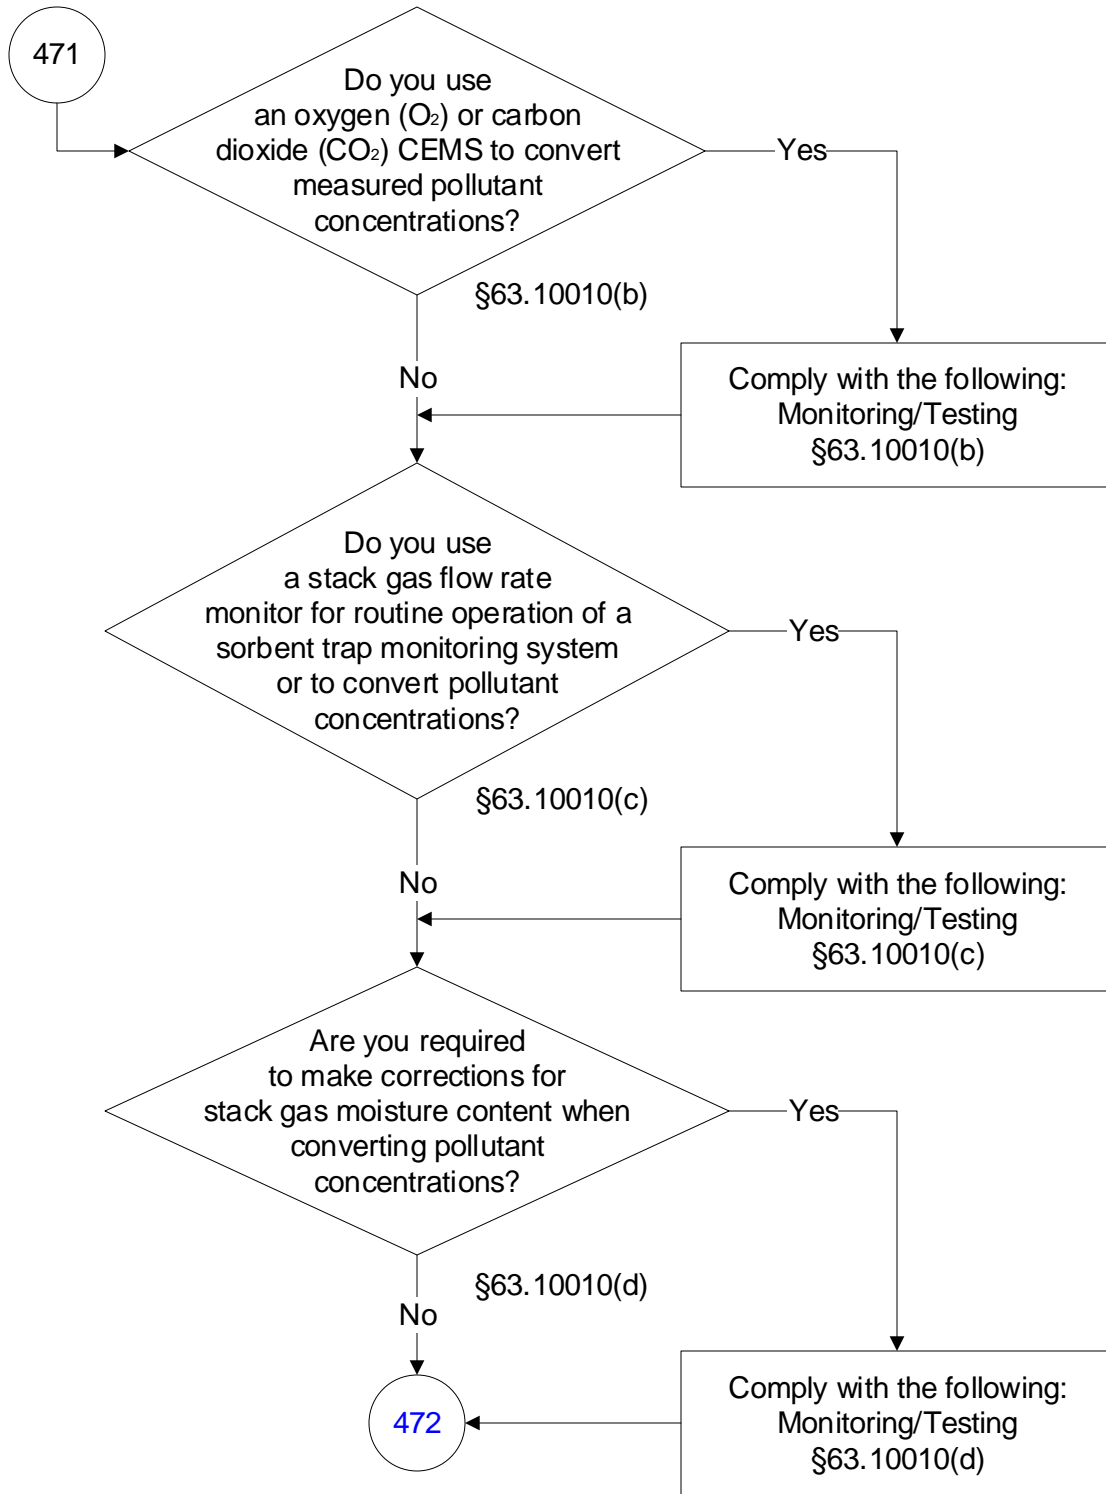 471
Do you use
an oxygen (O₂) or carbon
dioxide (CO₂) CEMS to convert
measured pollutant
concentrations?
Yes
§63.10010(b)
No
Comply with the following:
Monitoring/Testing
§63.10010(b)
Do you use
a stack gas flow rate
monitor for routine operation of a
sorbent trap monitoring system
or to convert pollutant
concentrations?
Yes
§63.10010(c)
No
Comply with the following:
Monitoring/Testing
§63.10010(c)
Are you required
to make corrections for
stack gas moisture content when
converting pollutant
concentrations?
Yes
§63.10010(d)
No
Comply with the following:
Monitoring/Testing
§63.10010(d)
472